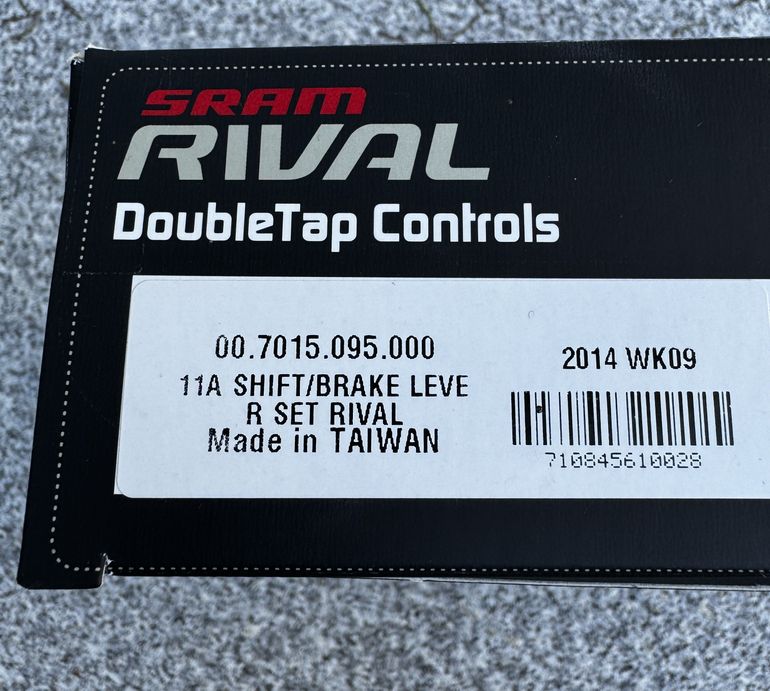 SRAM
RIVAL
DoubleTap Controls
00.7015.095.000
11A SHIFT/BRAKE LEVE
R SET RIVAL
Made in TAIWAN
2014 WK09
710845610028